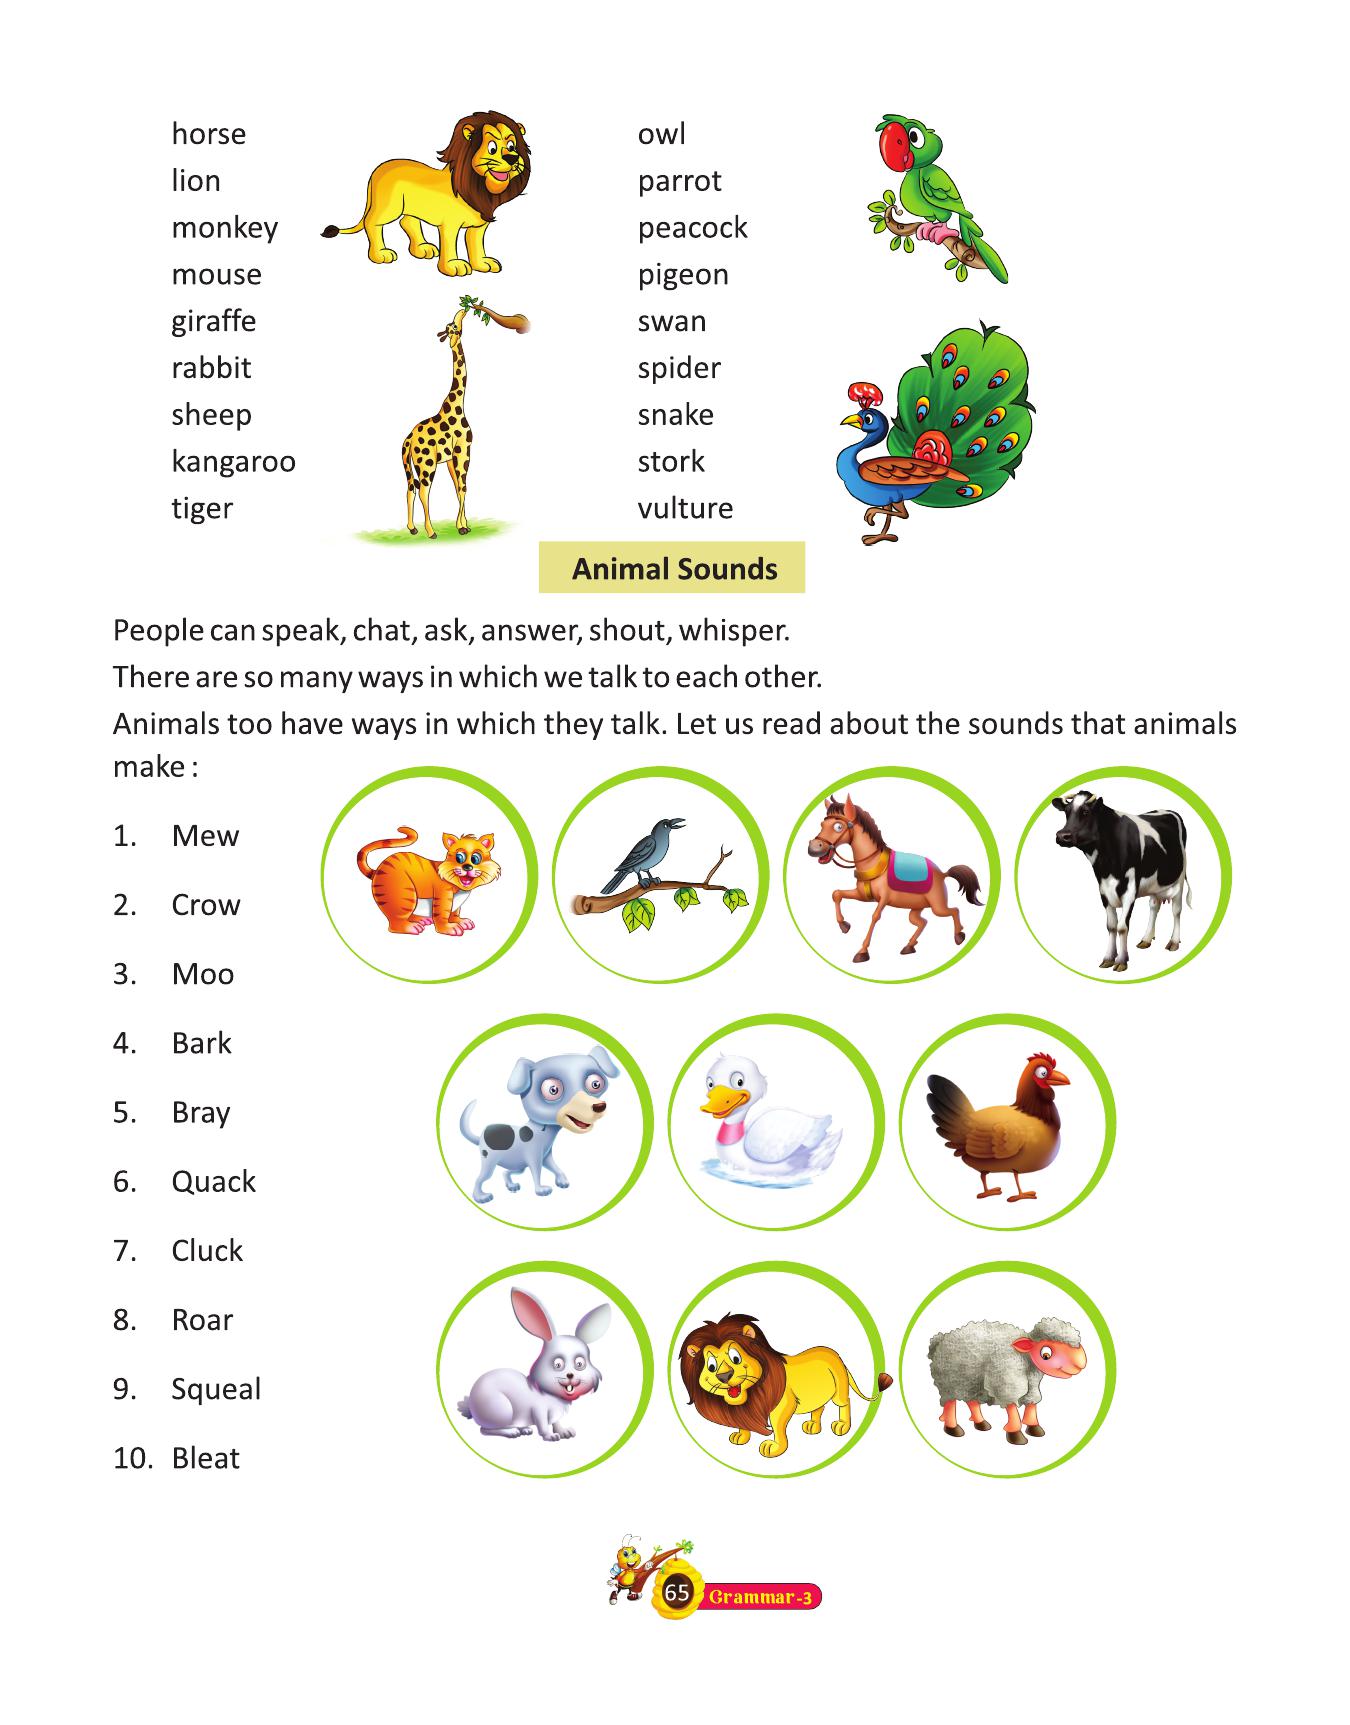 horse
lion
monkey
mouse
giraffe
rabbit
sheep
kangaroo
tiger
owl
parrot
peacock
pigeon
swan
spider
snake
stork
vulture
Animal Sounds
People can speak, chat, ask, answer, shout, whisper.
There are so many ways in which we talk to each other.
Animals too have ways in which they talk. Let us read about the sounds that animals
make :
1. Mew
2. Crow
3. Moo
4. Bark
5. Bray
6. Quack
7. Cluck
8. Roar
9. Squeal
10. Bleat
65 Grammar-3